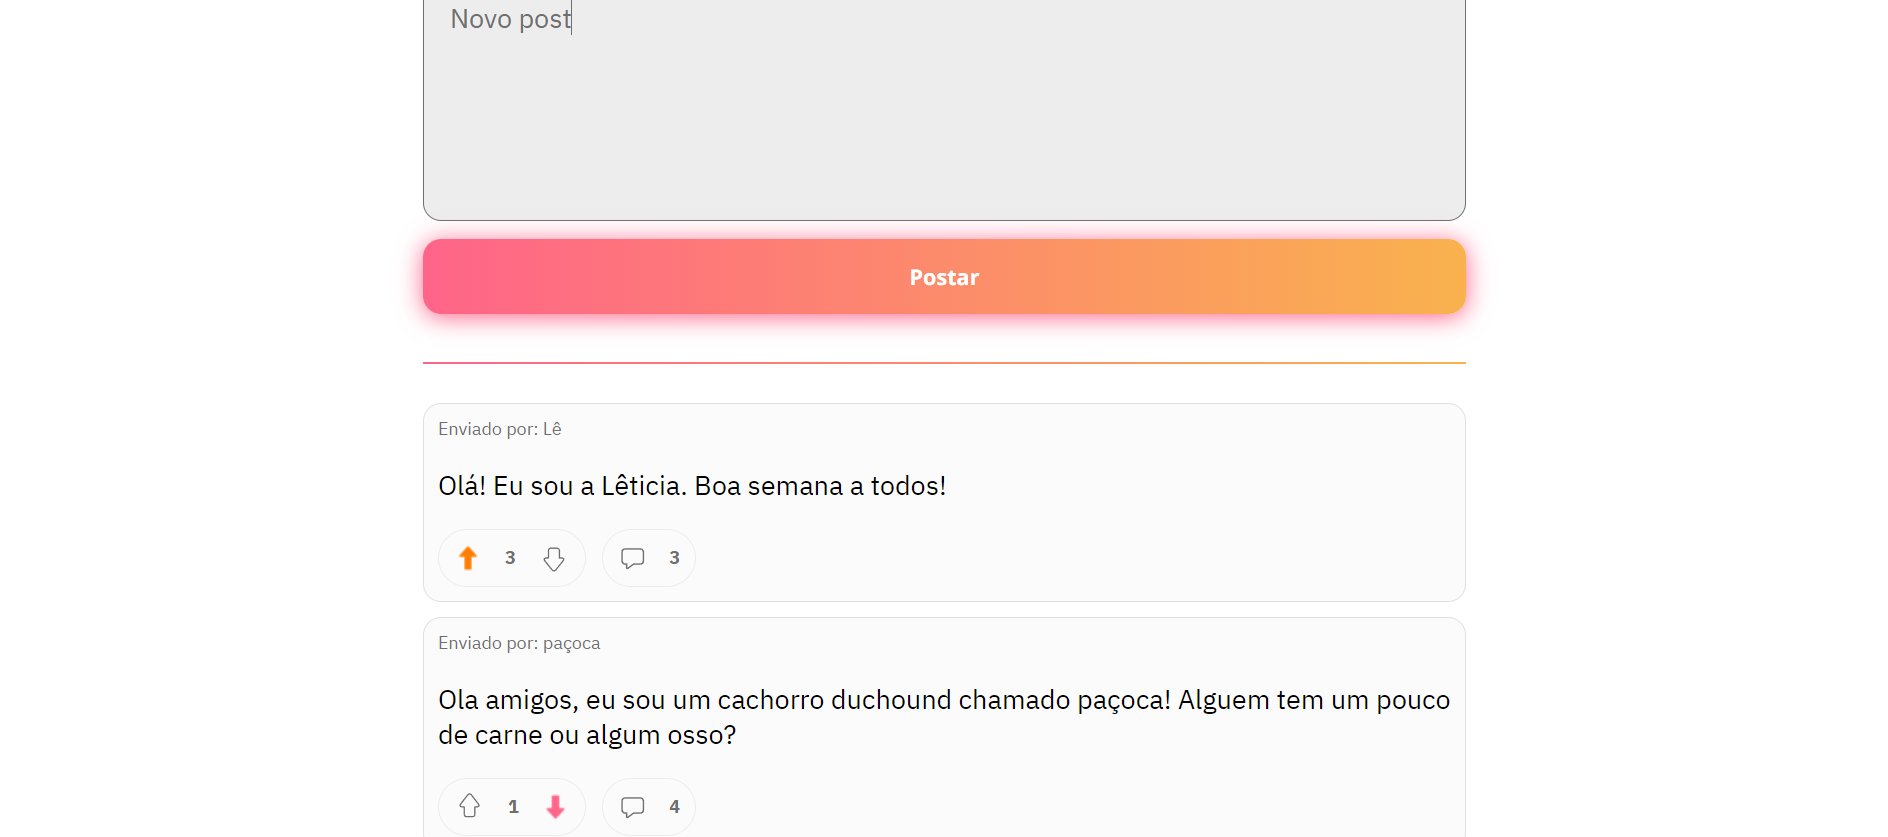 Novo post
Postar
Enviado por: Lê
Olá! Eu sou a Lêticia. Boa semana a todos!
3
3
Enviado por: paçoca
Ola amigos, eu sou um cachorro duchound chamado paçoca! Alguem tem um pouco
de carne ou algum osso?
1
4